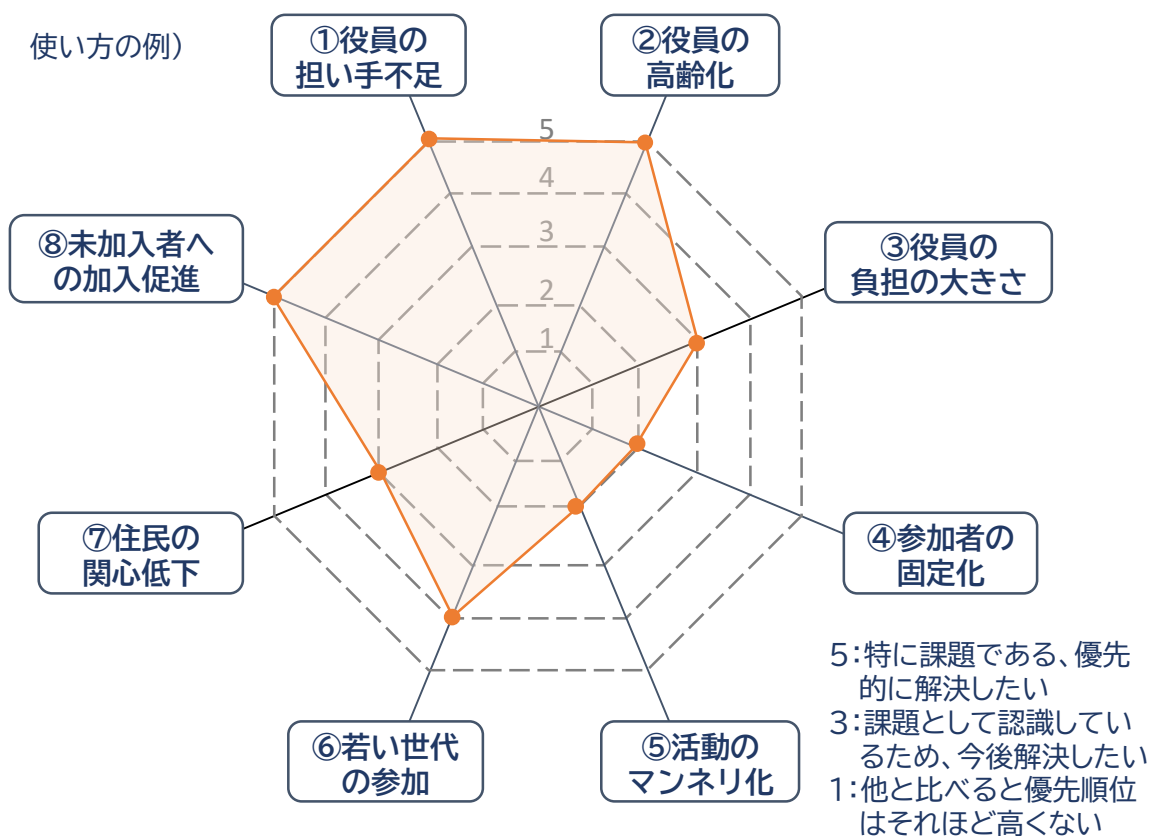 使い方の例）
①役員の
担い手不足
②役員の
高齢化
③役員の
負担の大きさ
④参加者の
固定化
⑤活動の
マンネリ化
⑥若い世代
の参加
⑦住民の
関心低下
⑧未加入者へ
の加入促進
5
4
3
2
1
5：特に課題である、優先
的に解決したい
3：課題として認識してい
るため、今後解決したい
1：他と比べると優先順位
はそれほど高くない